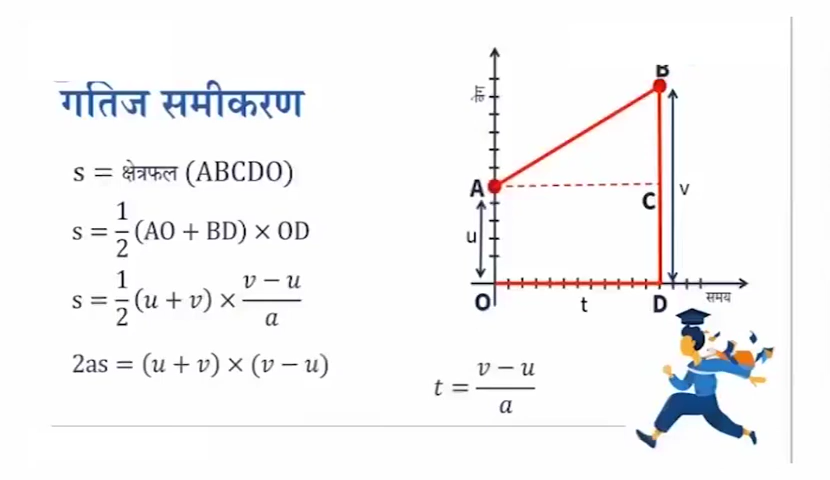 गतिज समीकरण
s = क्षेत्रफल (ABCDO)
s = 1/2 (AO + BD) × OD
s = 1/2 (u + v) × (v − u)/a
2as = (u + v) × (v − u)
B
वेग
A
C
v
u
O
t
D
समय
t = (v − u)/a